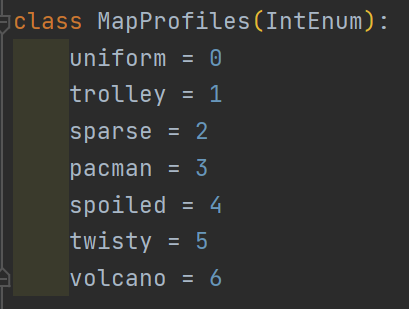 class MapProfiles(IntEnum):
    uniform = 0
    trolley = 1
    sparse = 2
    pacman = 3
    spoiled = 4
    twisty = 5
    volcano = 6